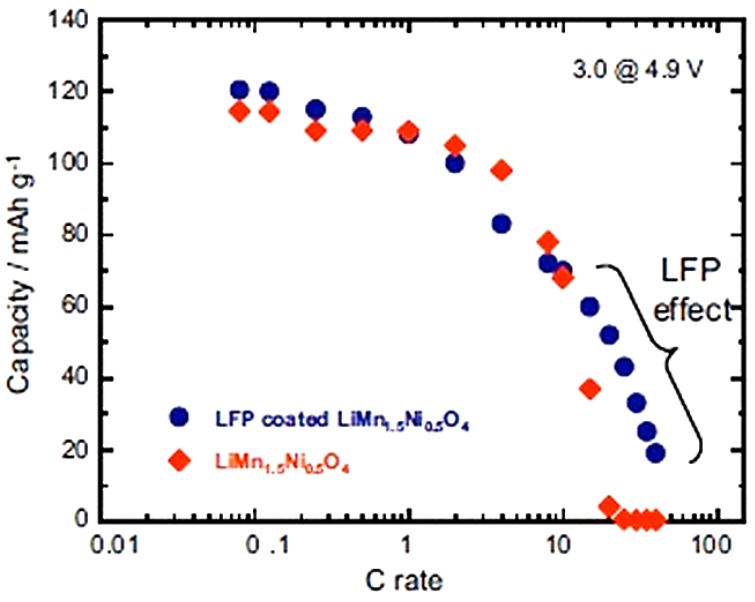 140
120
100
80
60
40
20
0
0.01
0.1
1
10
100
Capacity / mAh g-1
C rate
3.0 @ 4.9 V
LFP
effect
LFP coated LiMn1.5Ni0.5O4
LiMn1.5Ni0.5O4